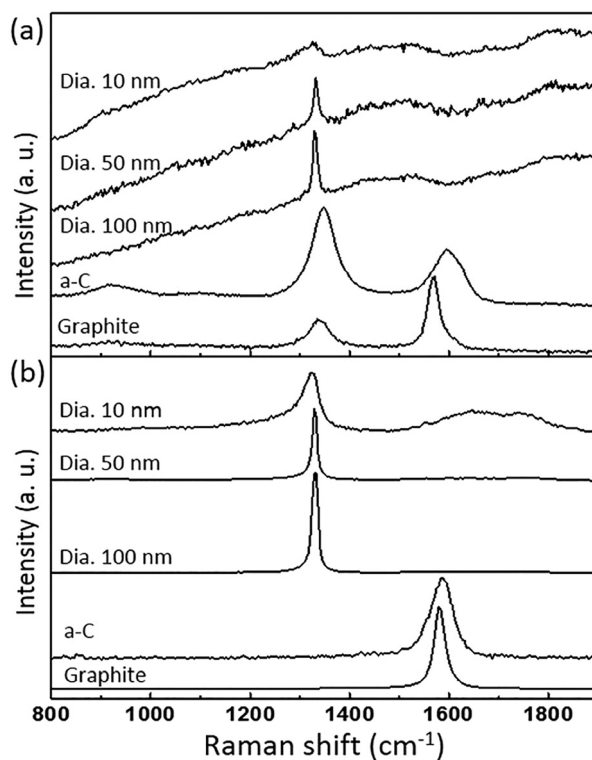 (a)
Dia. 10 nm
Dia. 50 nm
Dia. 100 nm
a-C
Graphite
Intensity (a. u.)
(b)
Dia. 10 nm
Dia. 50 nm
Dia. 100 nm
a-C
Graphite
Intensity (a. u.)
800 1000 1200 1400 1600 1800
Raman shift (cm⁻¹)